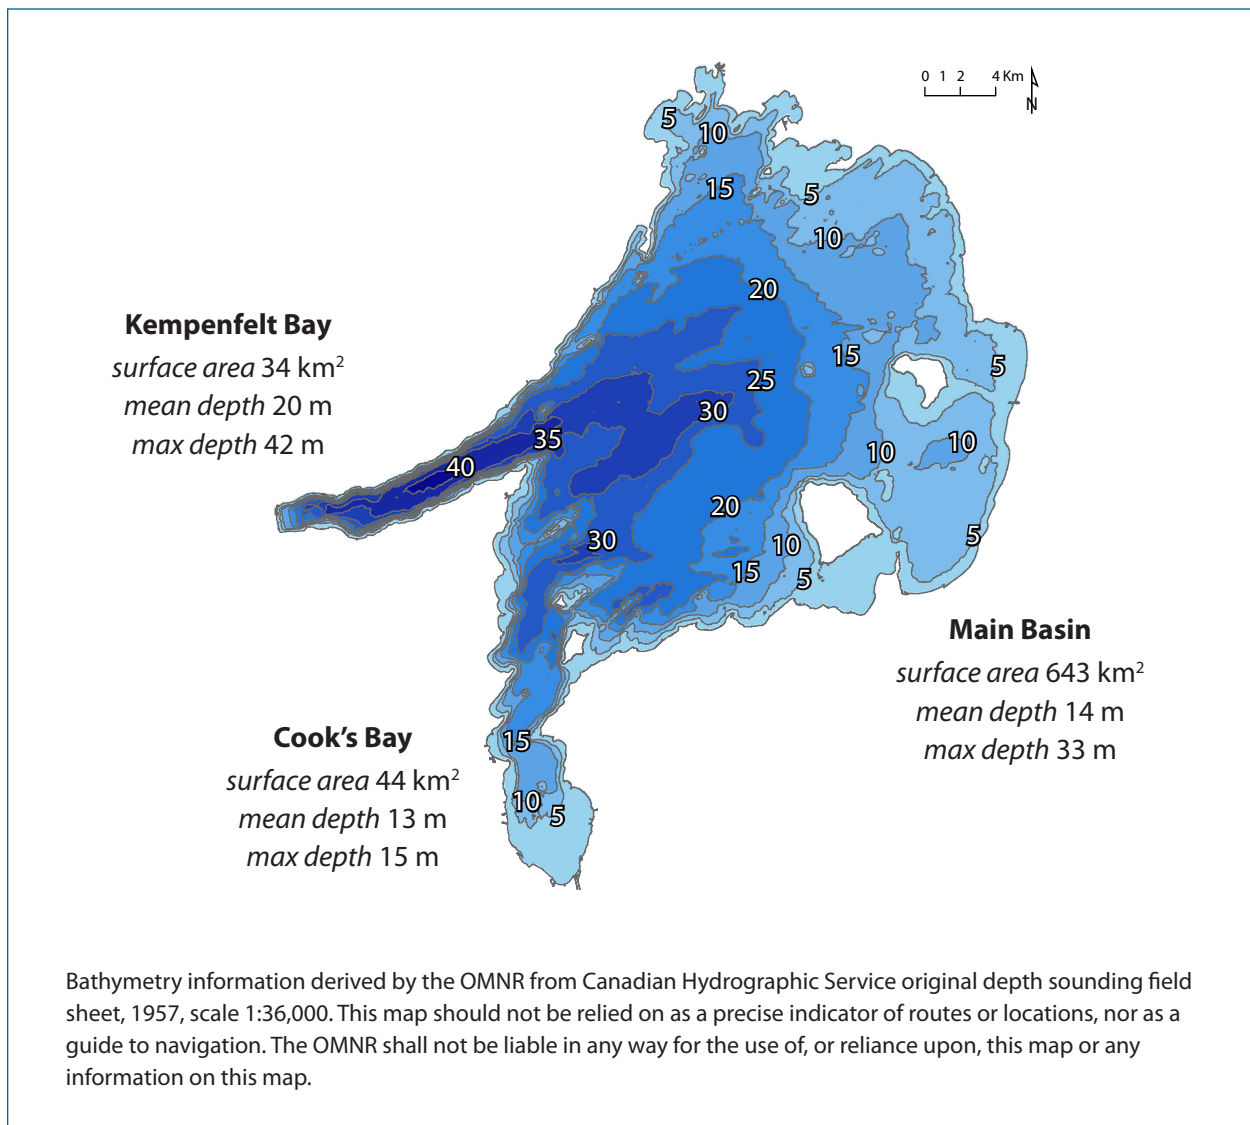 0 1 2 4 Km
N
5
10
15
5
10
20
15
5
25
30
35
40
10
10
20
5
30
10
15
5
15
10
5
Kempenfelt Bay
surface area 34 km²
mean depth 20 m
max depth 42 m
Main Basin
surface area 643 km²
mean depth 14 m
max depth 33 m
Cook's Bay
surface area 44 km²
mean depth 13 m
max depth 15 m
Bathymetry information derived by the OMNR from Canadian Hydrographic Service original depth sounding field
sheet, 1957, scale 1:36,000. This map should not be relied on as a precise indicator of routes or locations, nor as a
guide to navigation. The OMNR shall not be liable in any way for the use of, or reliance upon, this map or any
information on this map.